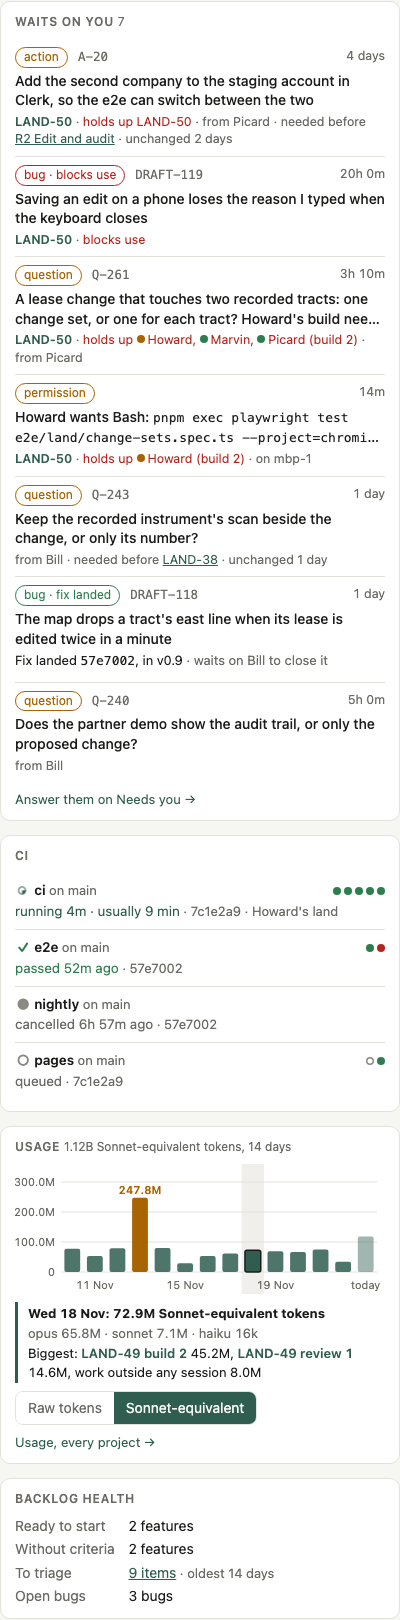 WAITS ON YOU 7
action A-20 4 days
Add the second company to the staging account in
Clerk, so the e2e can switch between the two
LAND-50 · holds up LAND-50 · from Picard · needed before
R2 Edit and audit · unchanged 2 days
bug · blocks use DRAFT-119 20h 0m
Saving an edit on a phone loses the reason I typed when
the keyboard closes
LAND-50 · blocks use
question Q-261 3h 10m
A lease change that touches two recorded tracts: one
change set, or one for each tract? Howard's build nee...
LAND-50 · holds up Howard, Marvin, Picard (build 2) ·
from Picard
permission 14m
Howard wants Bash: pnpm exec playwright test
e2e/land/change-sets.spec.ts --project=chromi...
LAND-50 · holds up Howard (build 2) · on mbp-1
question Q-243 1 day
Keep the recorded instrument's scan beside the
change, or only its number?
from Bill · needed before LAND-38 · unchanged 1 day
bug · fix landed DRAFT-118 1 day
The map drops a tract's east line when its lease is
edited twice in a minute
Fix landed 57e7002, in v0.9 · waits on Bill to close it
question Q-240 5h 0m
Does the partner demo show the audit trail, or only the
proposed change?
from Bill
Answer them on Needs you →
CI
ci on main
running 4m · usually 9 min · 7c1e2a9 · Howard's land
e2e on main
passed 52m ago · 57e7002
nightly on main
cancelled 6h 57m ago · 57e7002
pages on main
queued · 7c1e2a9
USAGE 1.12B Sonnet-equivalent tokens, 14 days
300.0M
247.8M
200.0M
100.0M
0
11 Nov 15 Nov 19 Nov today
Wed 18 Nov: 72.9M Sonnet-equivalent tokens
opus 65.8M · sonnet 7.1M · haiku 16k
Biggest: LAND-49 build 2 45.2M, LAND-49 review 1
14.6M, work outside any session 8.0M
Raw tokens Sonnet-equivalent
Usage, every project →
BACKLOG HEALTH
Ready to start 2 features
Without criteria 2 features
To triage 9 items · oldest 14 days
Open bugs 3 bugs